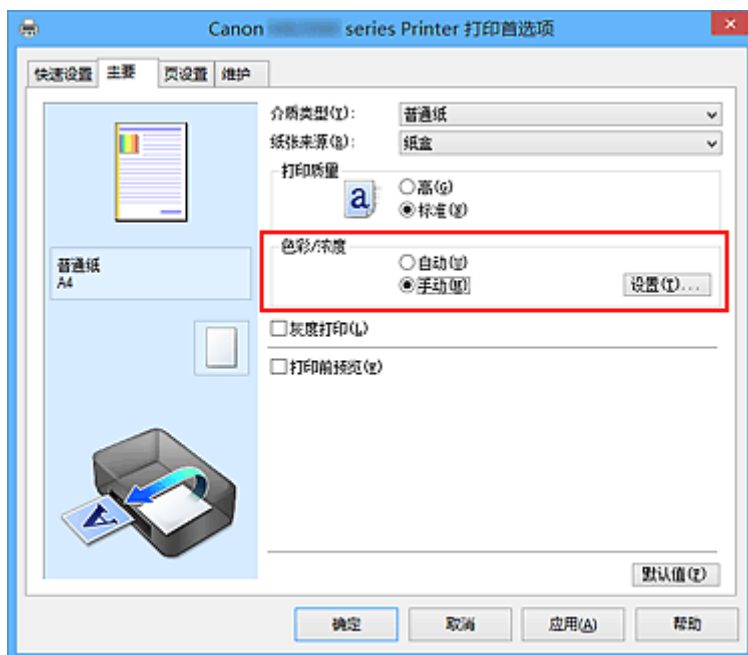 Canon series Printer 打印首选项
快速设置 主要 页设置 维护
介质类型(Y): 普通纸
纸张来源(R): 纸盒
打印质量
a
高(G)
标准(S)
色彩/浓度
自动(U)
手动(M) 设置(T)...
普通纸
A4
灰度打印(L)
打印前预览(E)
A
默认值(F)
确定 取消 应用(A) 帮助